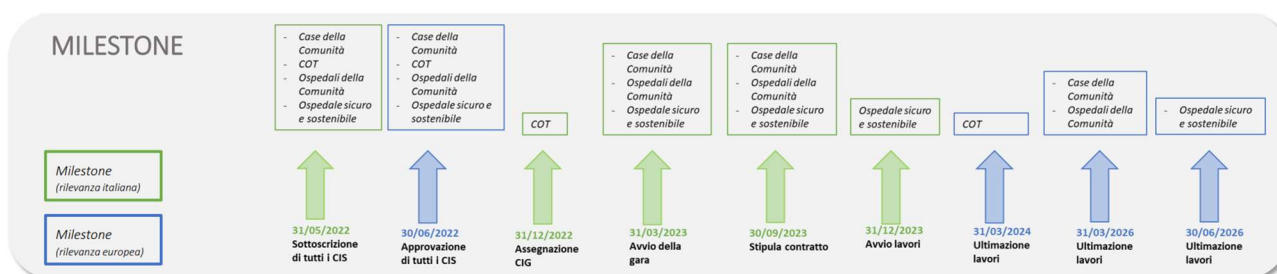 MILESTONE
- Case della
Comunità
- COT
- Ospedali della
Comunità
- Ospedale sicuro
e sostenibile
- Case della
Comunità
- COT
- Ospedali della
Comunità
- Ospedale sicuro e
sostenibile
COT
- Case della
Comunità
- Ospedali della
Comunità
- Ospedale sicuro
e sostenibile
- Case della
Comunità
- Ospedali della
Comunità
- Ospedale sicuro
e sostenibile
Ospedale sicuro
e sostenibile
COT
- Case della
Comunità
- Ospedali della
Comunità
- Ospedale sicuro
e sostenibile
Milestone
(rilevanza italiana)
Milestone
(rilevanza europea)
31/05/2022
Sottoscrizione
di tutti i CIS
30/06/2022
Approvazione
di tutti i CIS
31/12/2022
Assegnazione
CIG
31/03/2023
Avvio della
gara
30/09/2023
Stipula contratto
31/12/2023
Avvio lavori
31/03/2024
Ultimazione
lavori
31/03/2026
Ultimazione
lavori
30/06/2026
Ultimazione
lavori